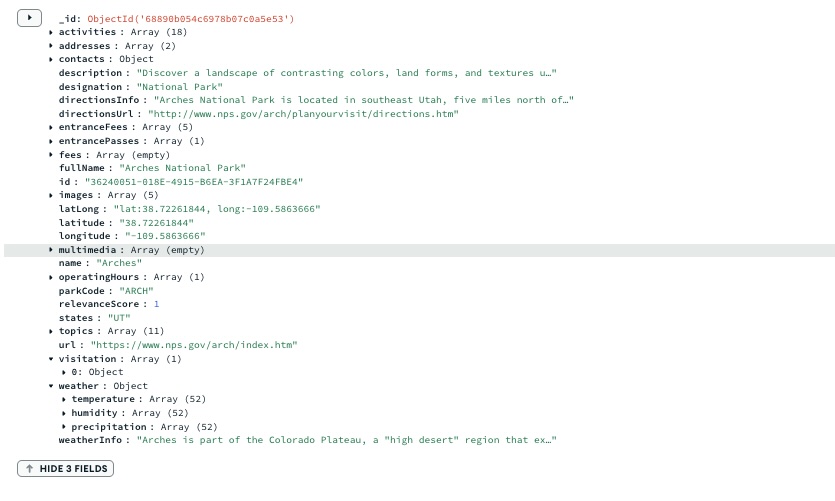 _id: ObjectId('68890b054c6978b07c0a5e53')
activities : Array (18)
addresses : Array (2)
contacts : Object
description : "Discover a landscape of contrasting colors, land forms, and textures u…"
designation : "National Park"
directionsInfo : "Arches National Park is located in southeast Utah, five miles north of…"
directionsUrl : "http://www.nps.gov/arch/planyourvisit/directions.htm"
entranceFees : Array (5)
entrancePasses : Array (1)
fees : Array (empty)
fullName : "Arches National Park"
id : "36240051-018E-4915-B6EA-3F1A7F24FBE4"
images : Array (5)
latLong : "lat:38.72261844, long:-109.5863666"
latitude : "38.72261844"
longitude : "-109.5863666"
multimedia : Array (empty)
name : "Arches"
operatingHours : Array (1)
parkCode : "ARCH"
relevanceScore : 1
states : "UT"
topics : Array (11)
url : "https://www.nps.gov/arch/index.htm"
visitation : Array (1)
0: Object
weather : Object
temperature : Array (52)
humidity : Array (52)
precipitation : Array (52)
weatherInfo : "Arches is part of the Colorado Plateau, a "high desert" region that ex…"
HIDE 3 FIELDS